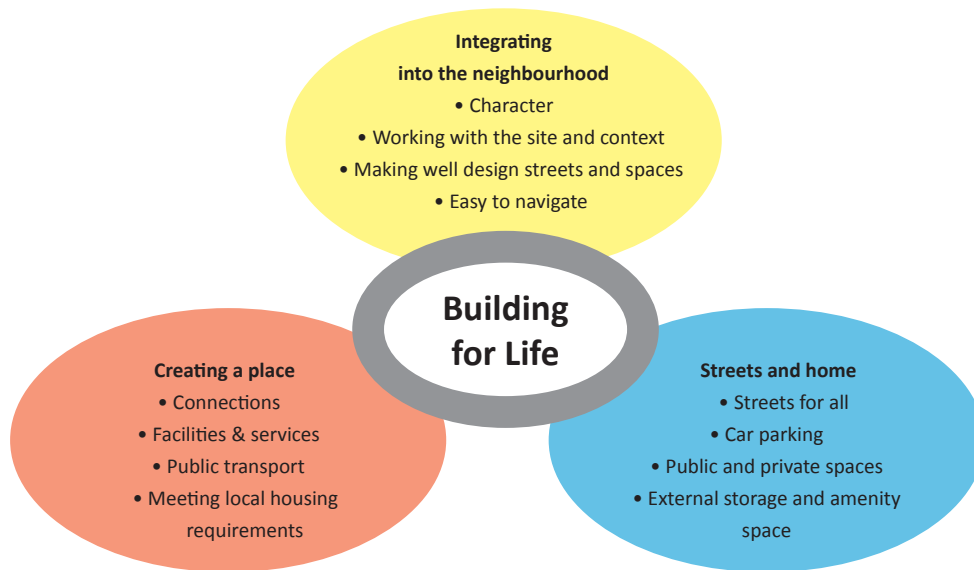 Integrating
into the neighbourhood
• Character
• Working with the site and context
• Making well design streets and spaces
• Easy to navigate
Building
for Life
Creating a place
• Connections
• Facilities & services
• Public transport
• Meeting local housing
requirements
Streets and home
• Streets for all
• Car parking
• Public and private spaces
• External storage and amenity
space